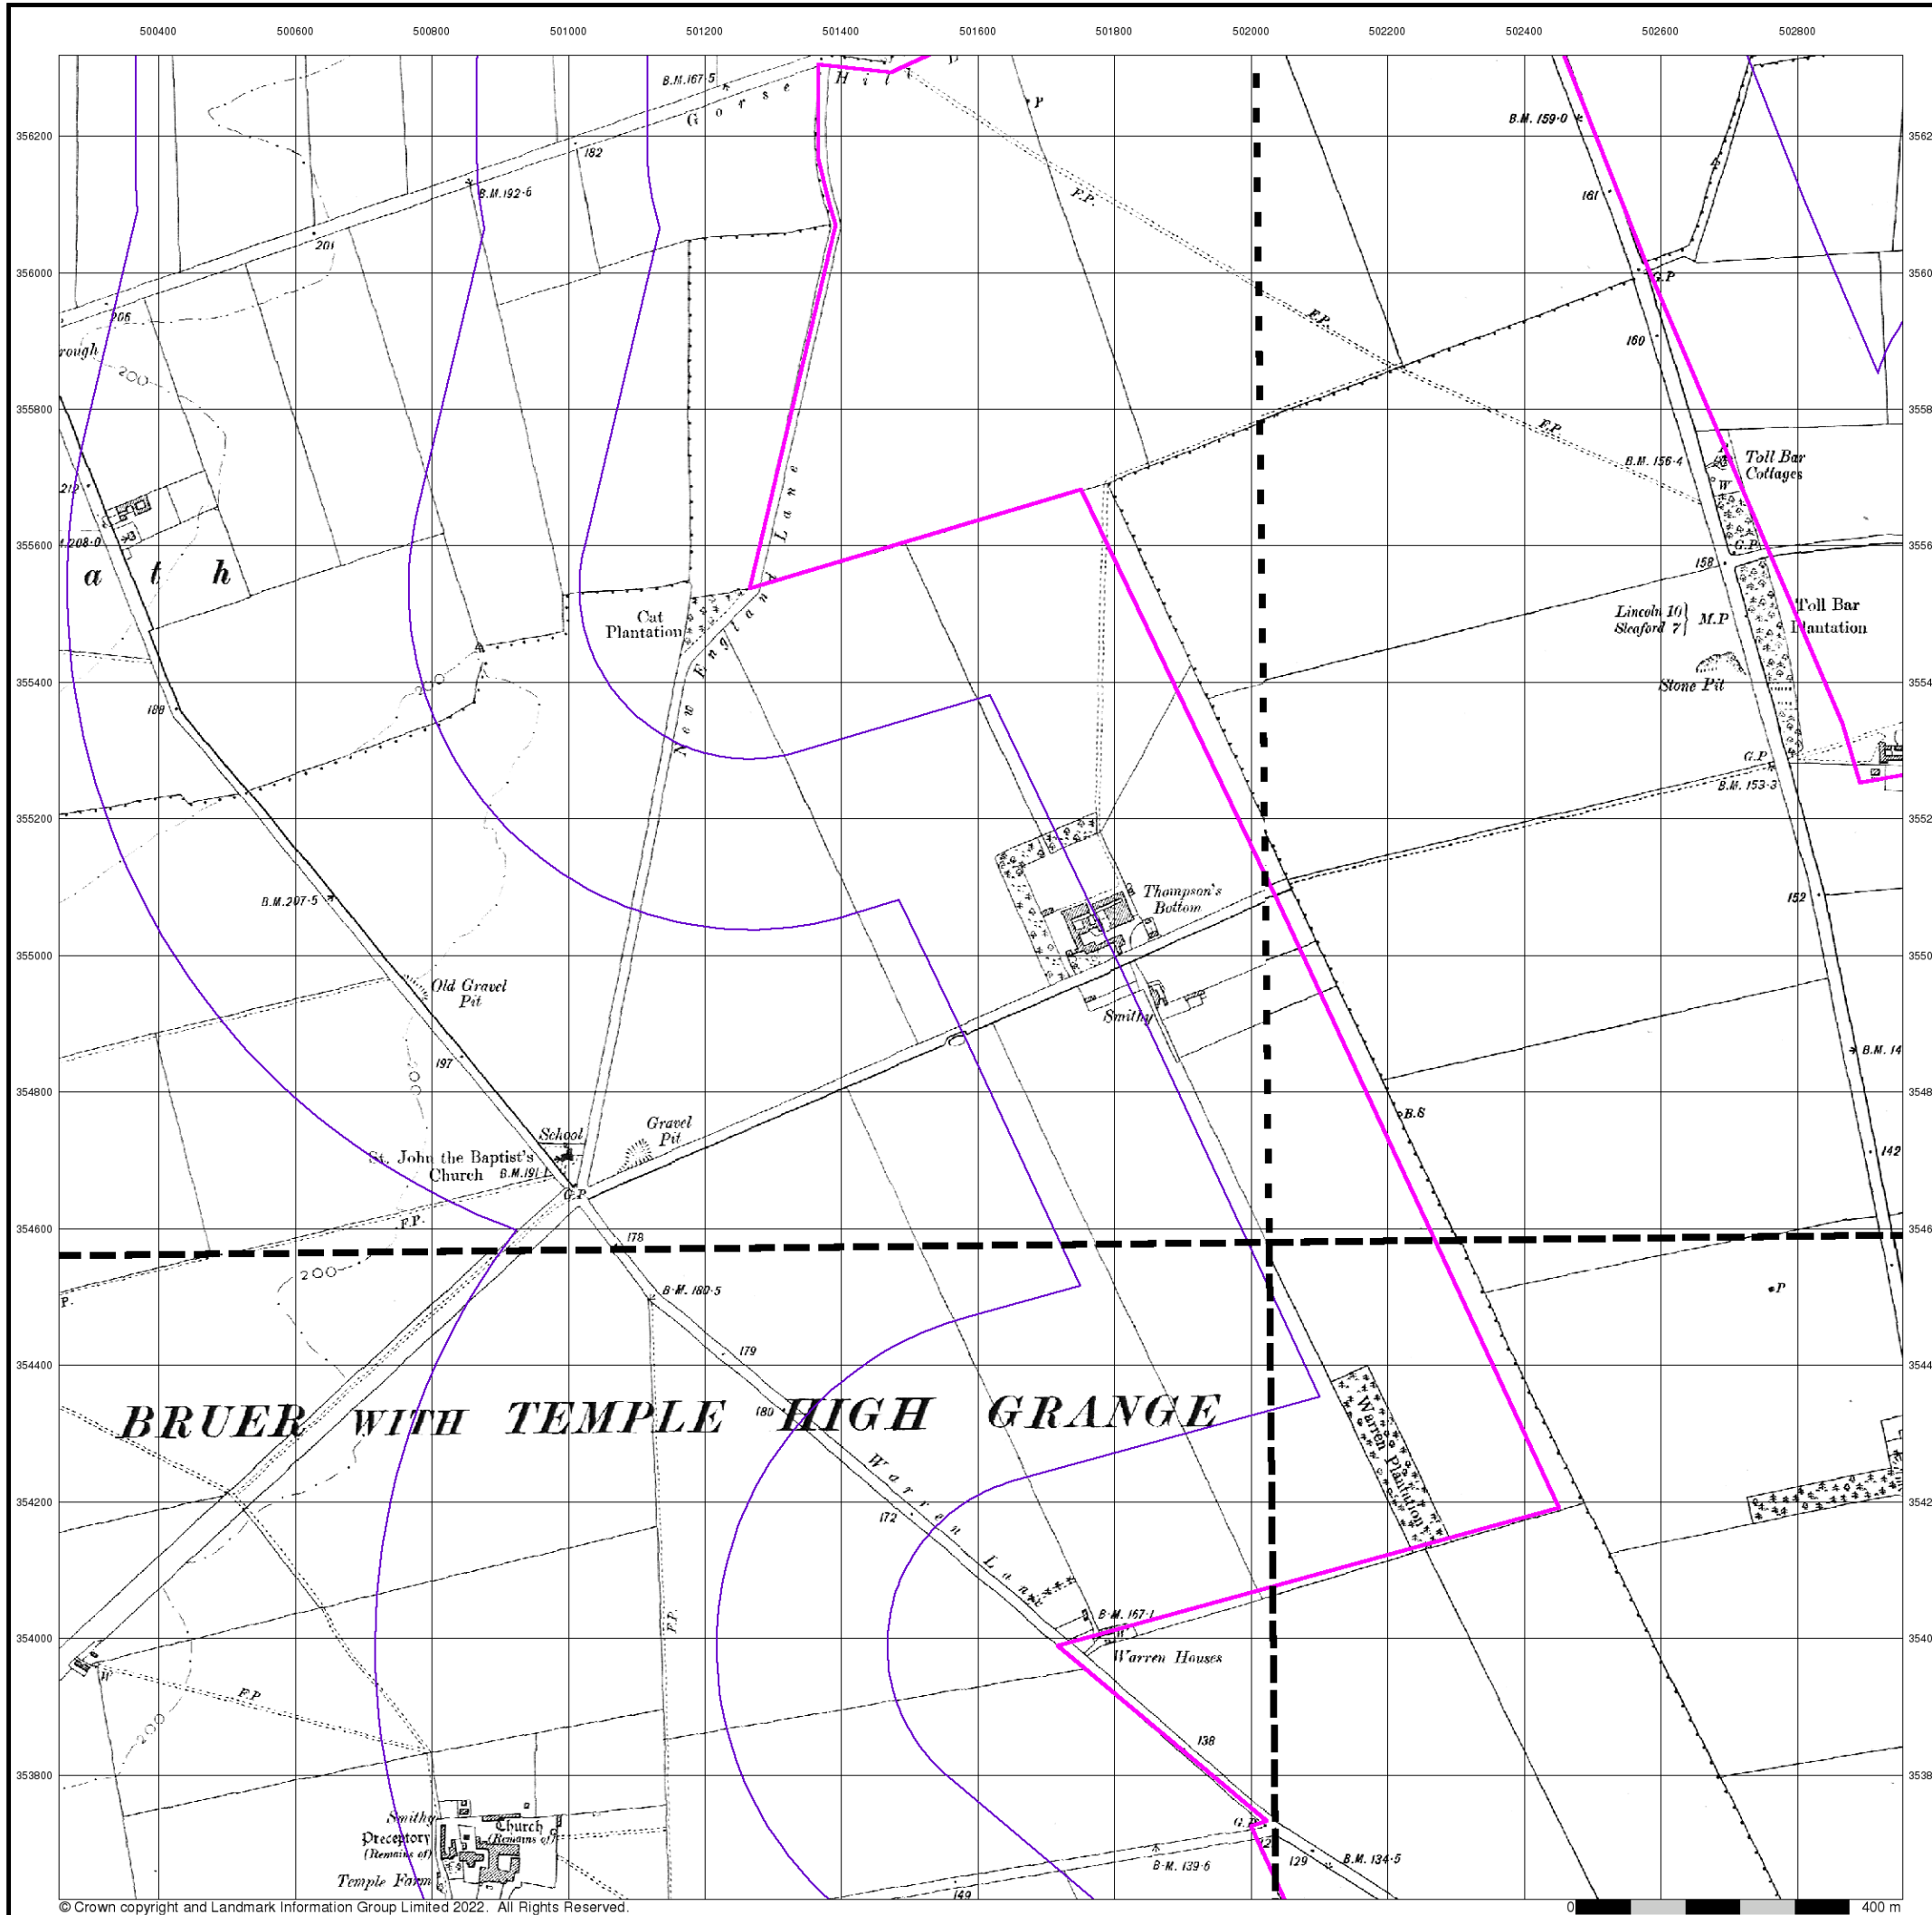 500400 500600 500800 501000 501200 501400 501600 501800 502000 502200 502400 502600 502800
B.M.167·5
Gorse Hill
P
B.M. 159·0
356200
182
B.M.192·6
F.P.
161
201
356000
G.P
206
F.P.
160
rough
200
355800
F.P.
B.M. 156·4
Toll Bar
Cottages
W
212
New England Lane
355600
208·0
G.P
158
a t h
Cat
Plantation
Lincoln 10
Sleaford 7
M.P
Toll Bar
Plantation
200
355400
Stone Pit
188
G.P
B.M. 153·3
355200
B.M.207·5
Thompson's
Bottom
152
355000
Old Gravel
Pit
Smithy
B.M. 14
197
200
354800
B.S
School
Gravel
Pit
St. John the Baptist's
Church
B.M.191·1
142
G.P
F.P.
354600
178
200
B.M. 180·5
P.
P
179
354400
BRUER WITH TEMPLE HIGH GRANGE
180
Warren Plantation
Warren Lane
354200
172
F.P.
B.M. 167·1
W
354000
Warren Houses
W
F.P
200
138
353800
Smithy
Church
(Remains of)
Preceptory
(Remains of)
G.P
12
129
B.M. 134·5
B.M. 139·6
Temple Farm
149
© Crown copyright and Landmark Information Group Limited 2022. All Rights Reserved.
0 400 m